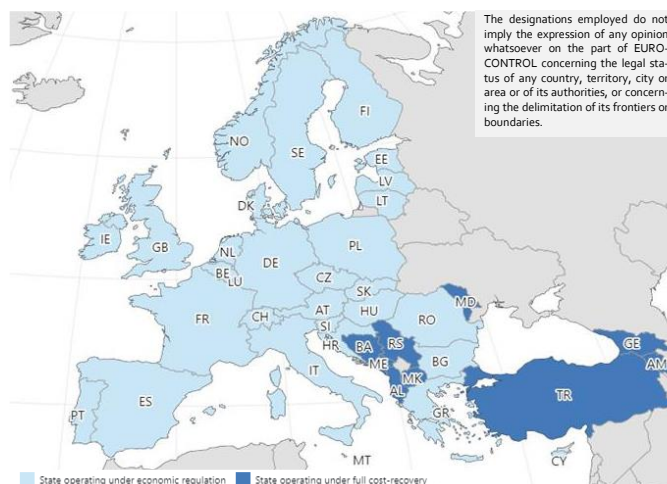 The designations employed do not
imply the expression of any opinion
whatsoever on the part of EURO-
CONTROL concerning the legal sta-
tus of any country, territory, city or
area or of its authorities, or concern-
ing the delimitation of its frontiers or
boundaries.
FI
NO
SE
EE
LV
DK
LT
IE
GB
NL
BE
LU
DE
PL
CZ
SK
FR
CH
AT
HU
SI
HR
RO
MD
BA
RS
ME
MK
AL
BG
IT
GE
AM
PT
ES
TR
GR
MT
CY
State operating under economic regulation
State operating under full cost-recovery